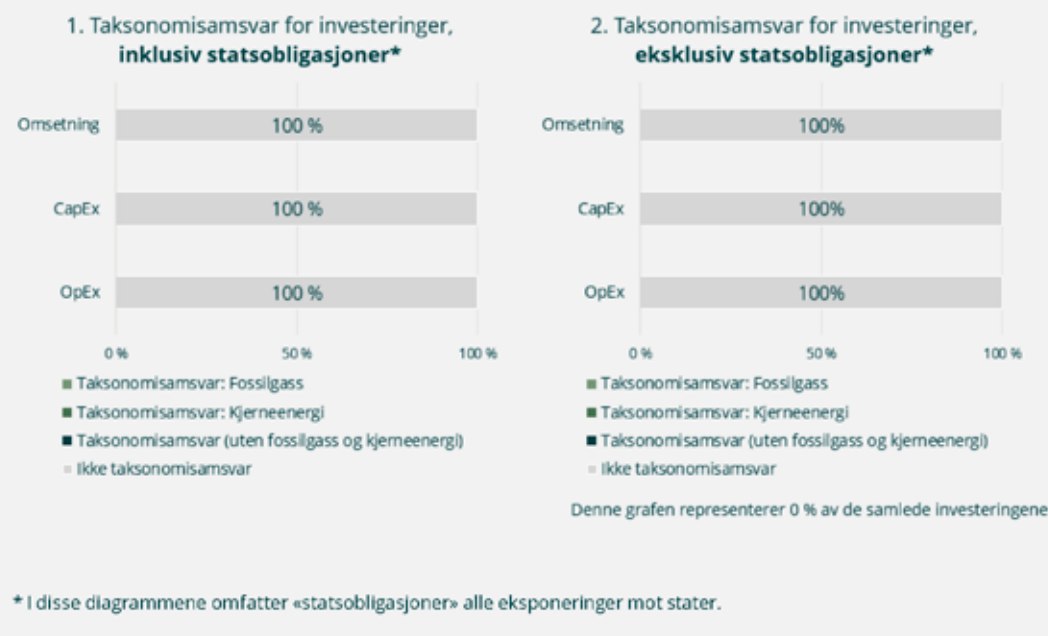 1. Taksonomisamsvar for investeringer,
inklusiv statsobligasjoner*
Omsetning
100 %
CapEx
100 %
OpEx
100 %
0 %
50 %
100 %
Taksonomisamsvar: Fossilgass
Taksonomisamsvar: Kjerneenergi
Taksonomisamsvar (uten fossilgass og kjerneenergi)
Ikke taksonomisamsvar
2. Taksonomisamsvar for investeringer,
eksklusiv statsobligasjoner*
Omsetning
100%
CapEx
100%
OpEx
100%
0 %
50 %
100 %
Taksonomisamsvar: Fossilgass
Taksonomisamsvar: Kjerneenergi
Taksonomisamsvar (uten fossilgass og kjerneenergi)
Ikke taksonomisamsvar
Denne grafen representerer 0 % av de samlede investeringene
* I disse diagrammene omfatter «statsobligasjoner» alle eksponeringer mot stater.